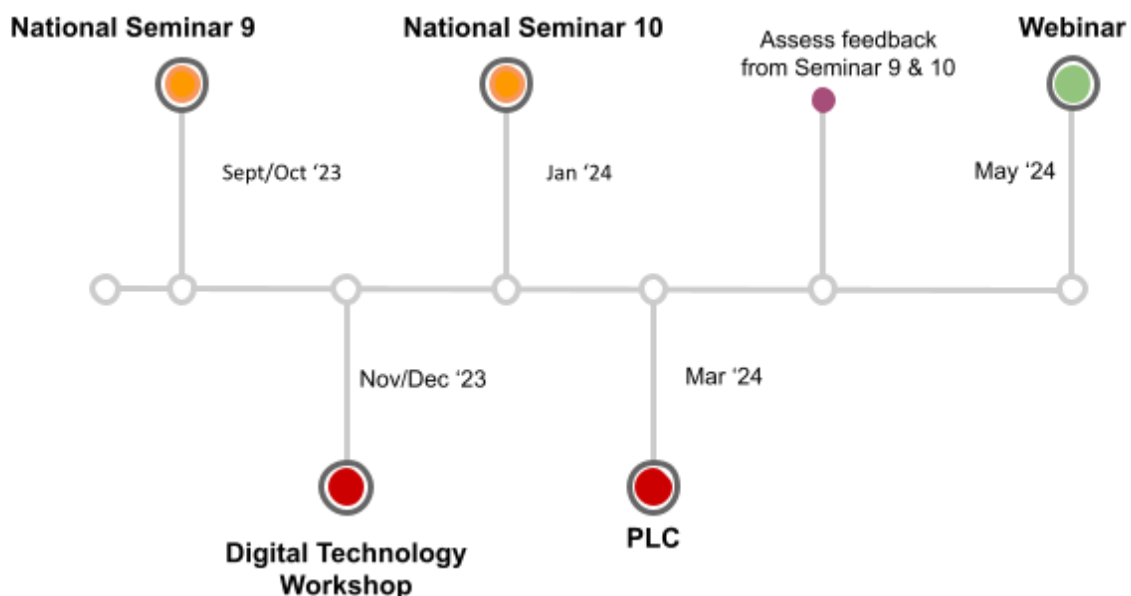 National Seminar 9
National Seminar 10
Assess feedback
from Seminar 9 & 10
Webinar
Sept/Oct ‘23
Jan ‘24
May ‘24
Nov/Dec ‘23
Mar ‘24
Digital Technology
Workshop
PLC